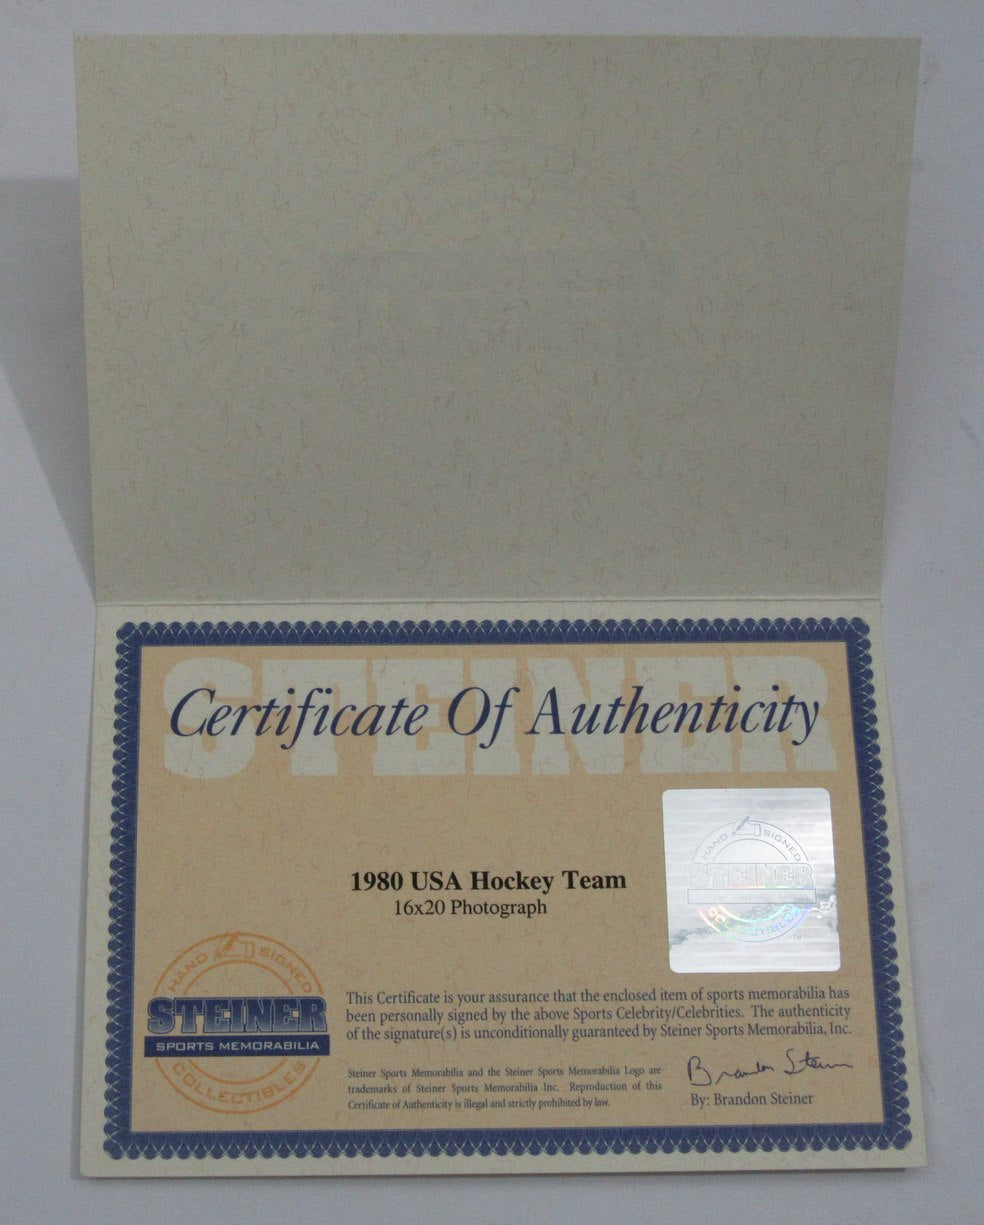 STEINER
Certificate Of Authenticity
HAND SIGNED
STEINER
COLLECTIBLES
TM
1980 USA Hockey Team
16x20 Photograph
HAND SIGNED
STEINER
SPORTS MEMORABILIA
COLLECTIBLES
This Certificate is your assurance that the enclosed item of sports memorabilia has
been personally signed by the above Sports Celebrity/Celebrities. The authenticity
of the signature(s) is unconditionally guaranteed by Steiner Sports Memorabilia, Inc.
Steiner Sports Memorabilia and the Steiner Sports Memorabilia Logo are
trademarks of Steiner Sports Memorabilia Inc. Reproduction of this
Certificate of Authenticity is illegal and strictly prohibited by law.
Brandon Steiner
By: Brandon Steiner